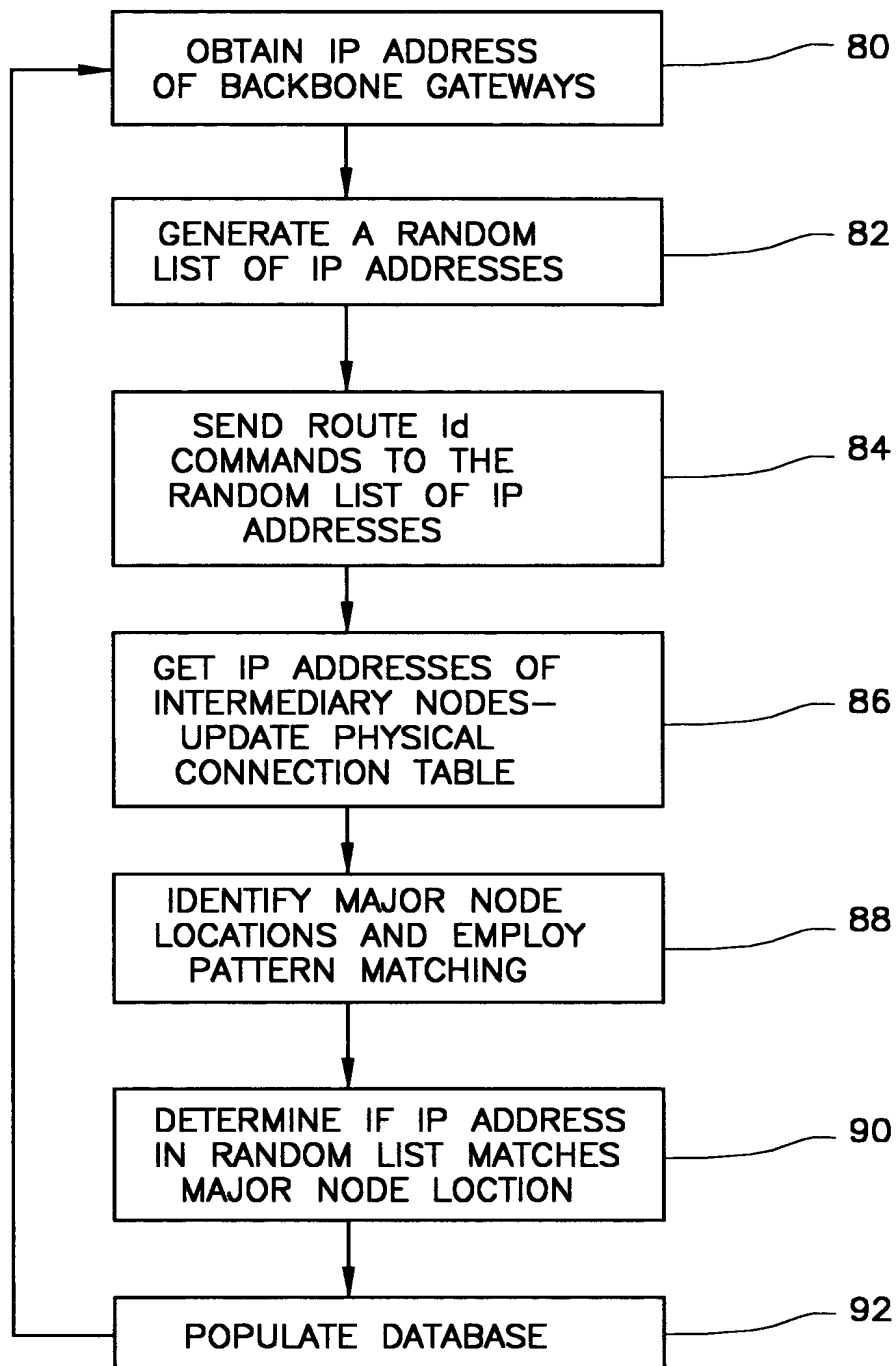 OBTAIN IP ADDRESS
OF BACKBONE GATEWAYS
80
GENERATE A RANDOM
LIST OF IP ADDRESSES
82
SEND ROUTE Id
COMMANDS TO THE
RANDOM LIST OF IP
ADDRESSES
84
GET IP ADDRESSES OF
INTERMEDIARY NODES—
UPDATE PHYSICAL
CONNECTION TABLE
86
IDENTIFY MAJOR NODE
LOCATIONS AND EMPLOY
PATTERN MATCHING
88
DETERMINE IF IP ADDRESS
IN RANDOM LIST MATCHES
MAJOR NODE LOCTION
90
POPULATE DATABASE
92